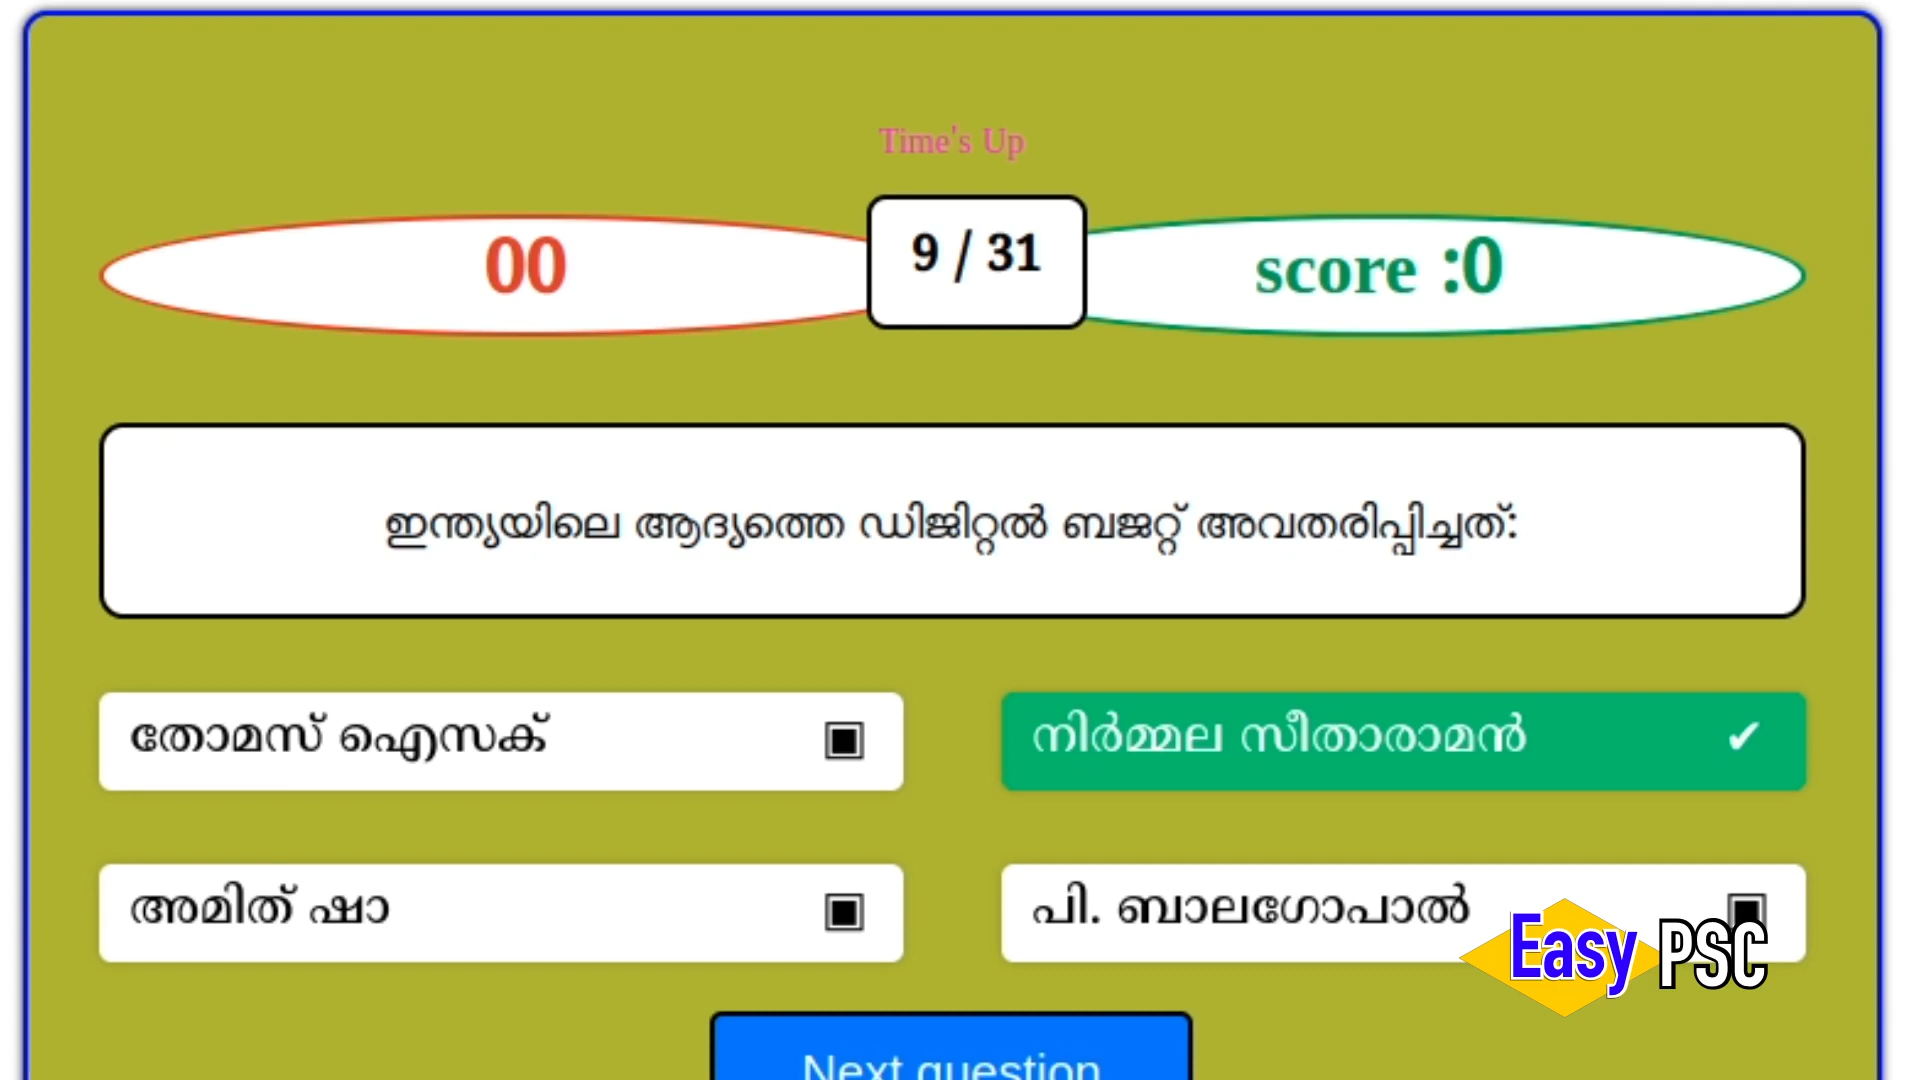 Time's Up
00
9 / 31
score :0
ഇന്ത്യയിലെ ആദ്യത്തെ ഡിജിറ്റൽ ബജറ്റ് അവതരിപ്പിച്ചത്:
തോമസ് ഐസക്
നിർമ്മല സീതാരാമൻ
അമിത് ഷാ
പി. ബാലഗോപാൽ
Easy PSC
Next question